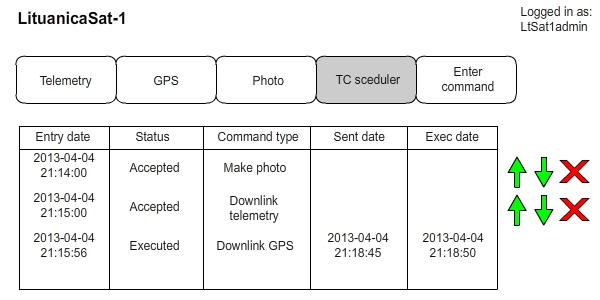 LituanicaSat-1
Logged in as:
LtSat1admin
Telemetry GPS Photo TC sceduler Enter
command
Entry date Status Command type Sent date Exec date
2013-04-04
21:14:00 Accepted Make photo
2013-04-04
21:15:00 Accepted Downlink
telemetry
2013-04-04
21:15:56 Executed Downlink GPS 2013-04-04
21:18:45 2013-04-04
21:18:50